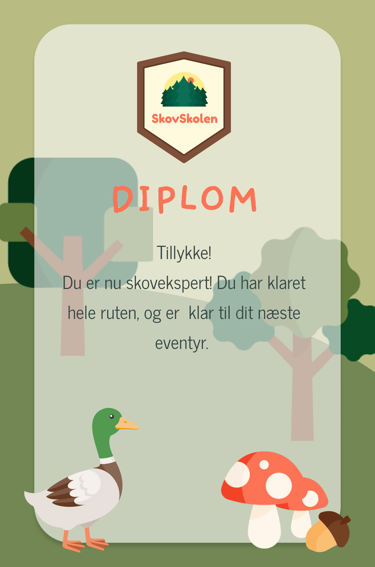 SkovSkolen
DIPLOM
Tillykke!
Du er nu skovekspert! Du har klaret
hele ruten, og er  klar til dit næste
eventyr.